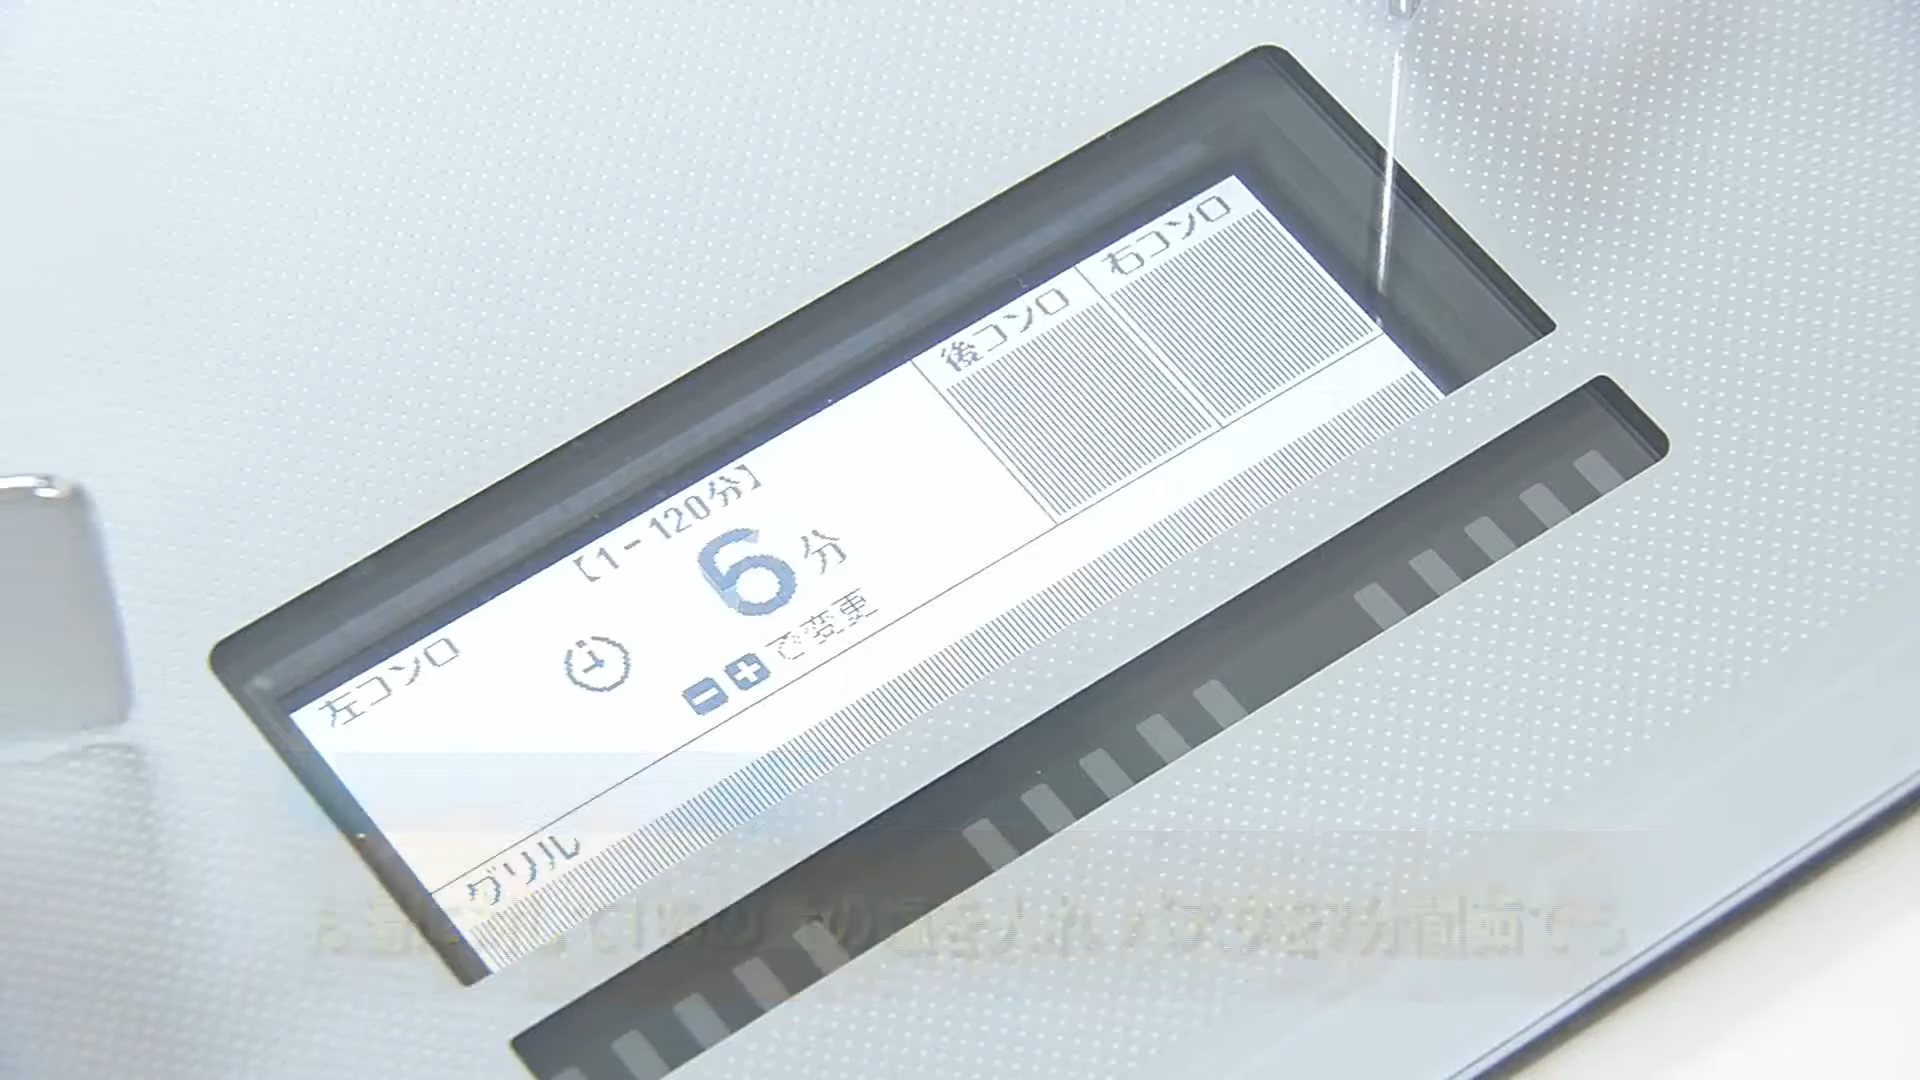 左コンロ
【1-120分】
6分
-+で変更
後コンロ
右コンロ
グリル